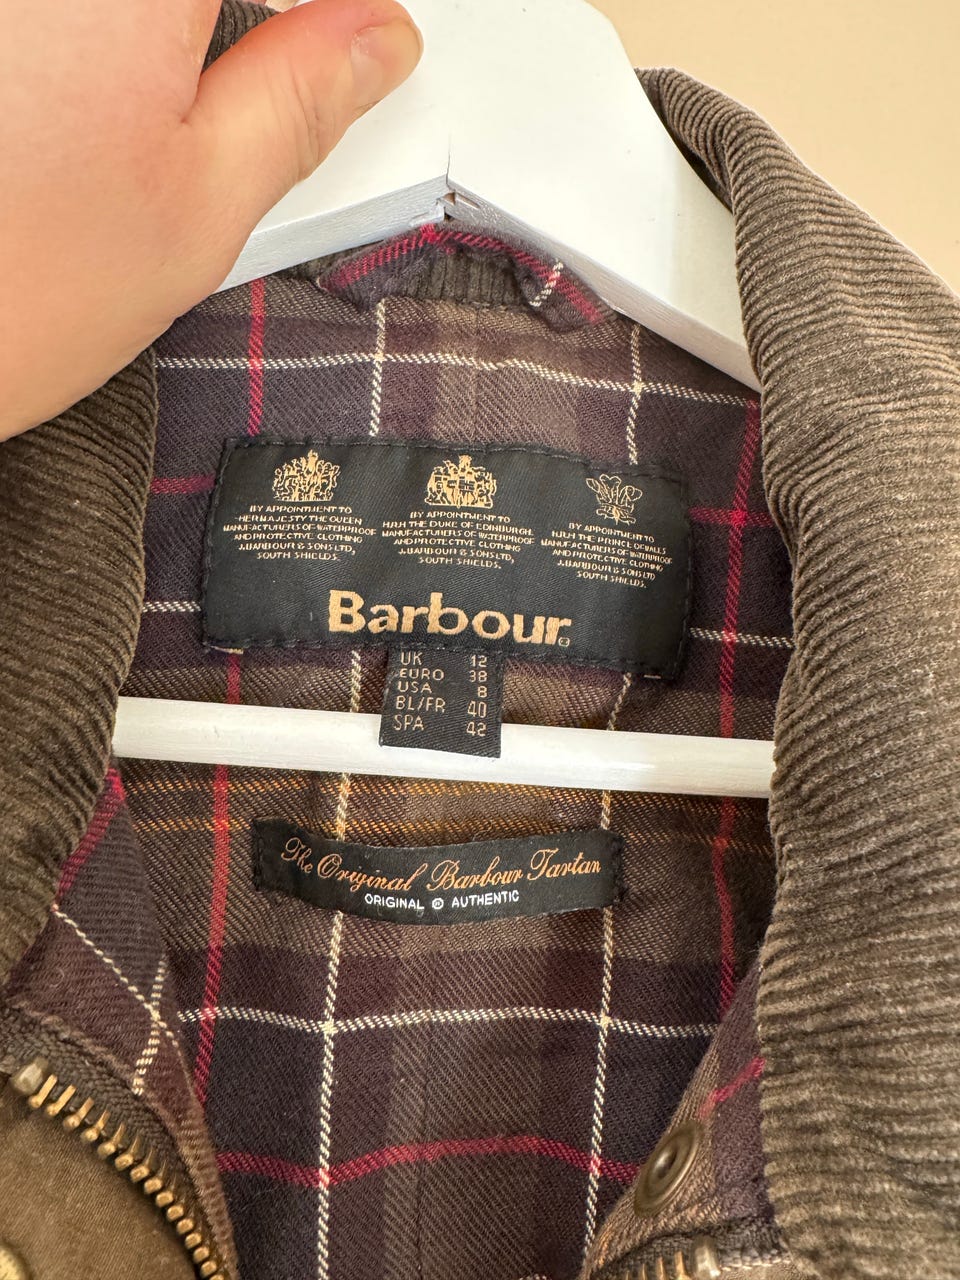 BY APPOINTMENT TO
HER MAJESTY THE QUEEN
MANUFACTURERS OF WATERPROOF
AND PROTECTIVE CLOTHING
J.BARBOUR & SONS LTD,
SOUTH SHIELDS.
BY APPOINTMENT TO
H.R.H THE DUKE OF EDINBURGH.
MANUFACTURERS OF WATERPROOF
AND PROTECTIVE CLOTHING
J.BARBOUR & SONS LTD,
SOUTH SHIELDS.
BY APPOINTMENT TO
H.R.H THE PRINCE OF WALES
MANUFACTURERS OF WATERPROOF
AND PROTECTIVE CLOTHING
J.BARBOUR & SONS LTD
SOUTH SHIELDS.
Barbour
UK 12
EURO 38
USA 8
BL/FR 40
SPA 42
The Original Barbour Tartan
ORIGINAL ® AUTHENTIC